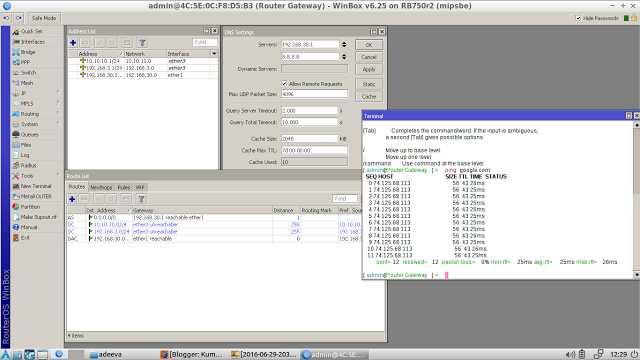 admin@4C:5E:0C:F8:D5:B3 (Router Gateway) - WinBox v6.25 on RB750r2 (mipsbe)
Safe Mode
Hide Passwords
Quick Set
Interfaces
Bridge
PPP
Switch
Mesh
IP
MPLS
Routing
System
Queues
Files
Log
Radius
Tools
New Terminal
MetaROUTER
Partition
Make Supout.rif
Manual
Exit
RouterOS WinBox
Address List
Find
Address Network Interface
10.10.10.1/24 10.10.10.0
192.168.3.1/24 192.168.3.0
192.168.30.3... 192.168.30.0 ether1
DNS Settings
Servers: 192.168.30.1
8.8.8.8
Dynamic Servers:
Allow Remote Requests
Max UDP Packet Size: 4096
Query Server Timeout: 2.000 s
Query Total Timeout: 10.000 s
Cache Size: 2048 KiB
Cache Max TTL: 7d 00:00:00
Cache Used: 10
OK
Cancel
Apply
Static
Cache
Route List
Routes Nexthops Rules VRF
Find
Dst. Address Gateway Distance Routing Mark Pref. Source
AS 0.0.0.0/0 192.168.30.1 reachable ether1 1
DC 10.10.10.0/24 unreachable 255 10.10.10
DC unreachable 255 192.168.
DAC 192.168.30.0... ether1 reachable 0 192.168.30
4 items
Terminal
[Tab] Completes the command/word. If the input is ambiguous,
a second [Tab] gives possible options
/ Move up to base level
.. Move up one level
/command Use command at the base level
[admin@Router Gateway] > ping google.com
SEQ HOST SIZE TTL TIME STATUS
0 74.125.68.113 56 43 26ms
1 74.125.68.113 56 43 25ms
2 74.125.68.113 56 43 25ms
3 74.125.68.113 56 43 25ms
4 74.125.68.113 56 43 25ms
5 74.125.68.113 56 43 25ms
6 74.125.68.113 56 43 25ms
7 74.125.68.113 56 43 25ms
8 74.125.68.113 56 43 25ms
9 74.125.68.113 56 43 25ms
10 74.125.68.113 56 43 26ms
11 74.125.68.113 56 43 25ms
sent=12 received=12 packet-loss=0% min-rtt=25ms avg-rtt=25ms max-rtt=26ms
[admin@Router Gateway] >
adeeva
[Blogger: Kum...
[2016-06-29-203...
admin@4C:5E...
12:29